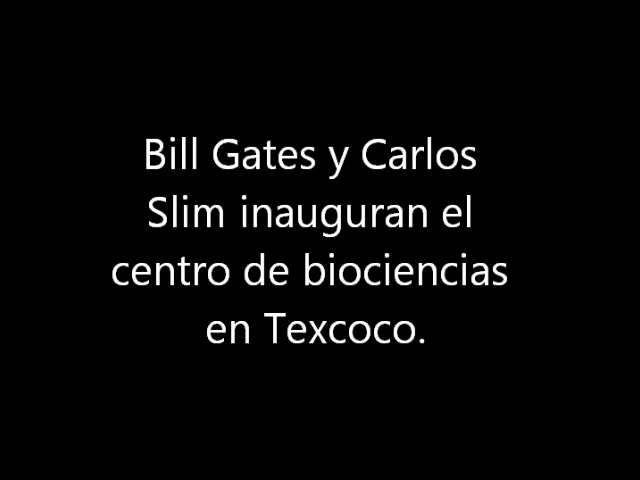 Bill Gates y Carlos
Slim inauguran el
centro de biociencias
en Texcoco.